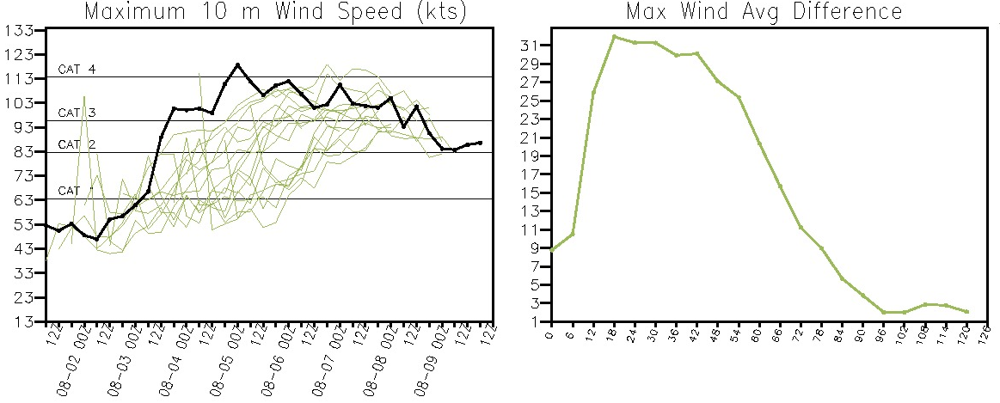 Maximum 10 m Wind Speed (kts)
133
123
113
103
93
83
73
63
53
43
33
23
13
CAT 4
CAT 3
CAT 2
CAT 1
12Z
08-02 00Z
12Z
08-03 00Z
12Z
08-04 00Z
12Z
08-05 00Z
12Z
08-06 00Z
12Z
08-07 00Z
12Z
08-08 00Z
12Z
08-09 00Z
12Z
12Z
Max Wind Avg Difference
31
29
27
25
23
21
19
17
15
13
11
9
7
5
3
1
0
6
12
18
24
30
36
42
48
54
60
66
72
78
84
90
96
102
108
114
120
126